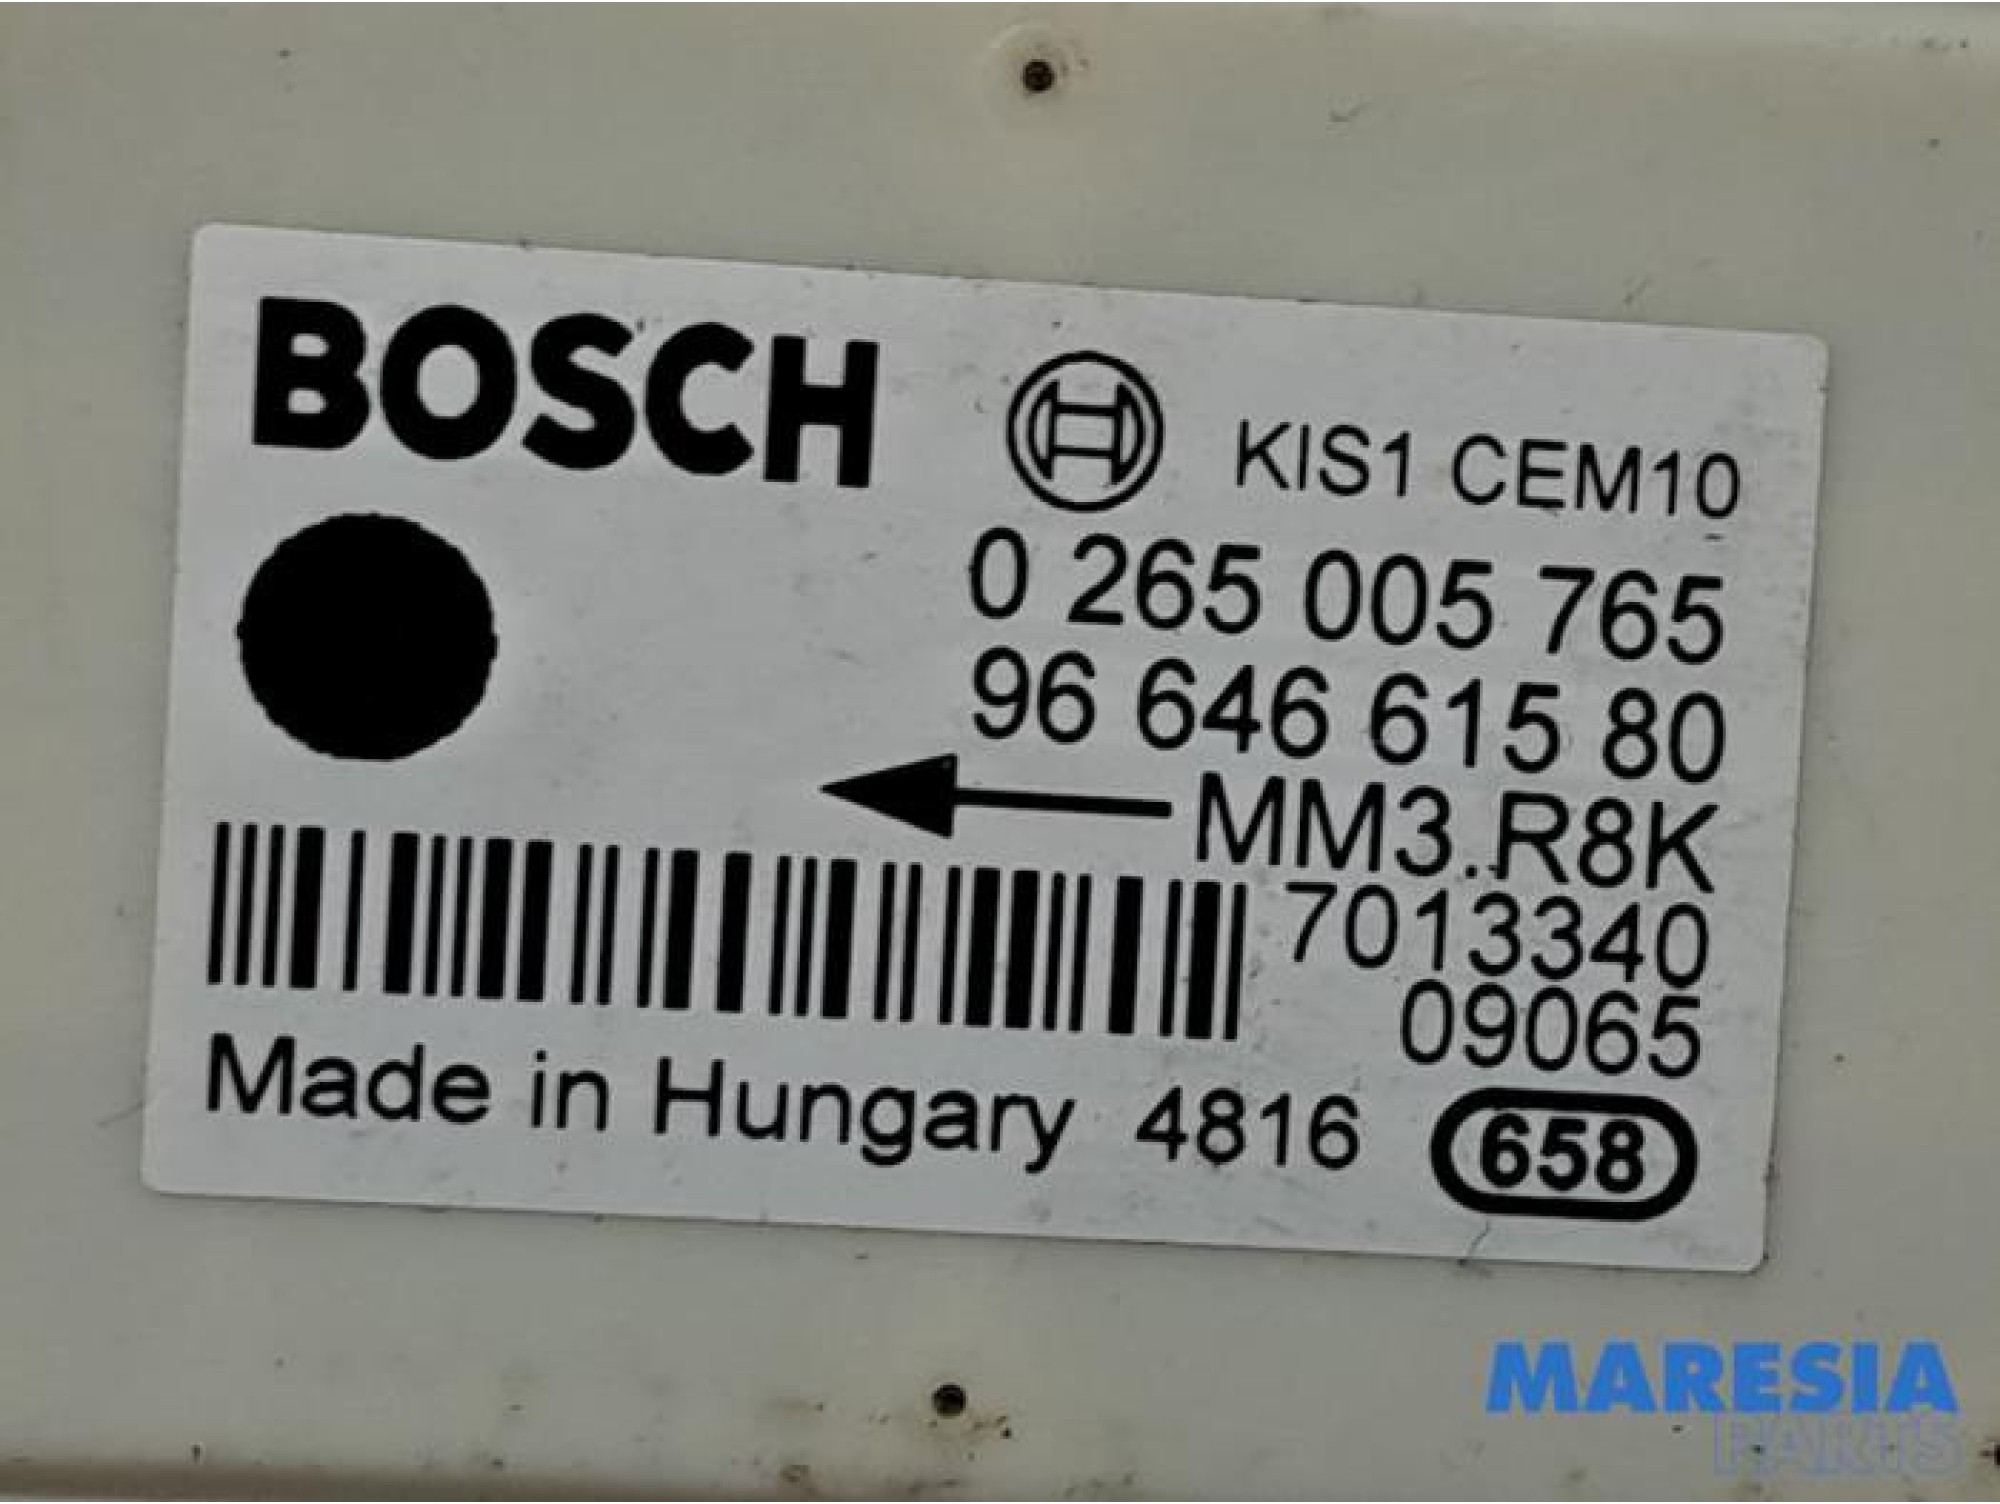 BOSCH KIS1 CEM10
0 265 005 765
96 646 615 80
MM3..R8K
7013340
09065
Made in Hungary 4816 658
MARESIA
PARTS